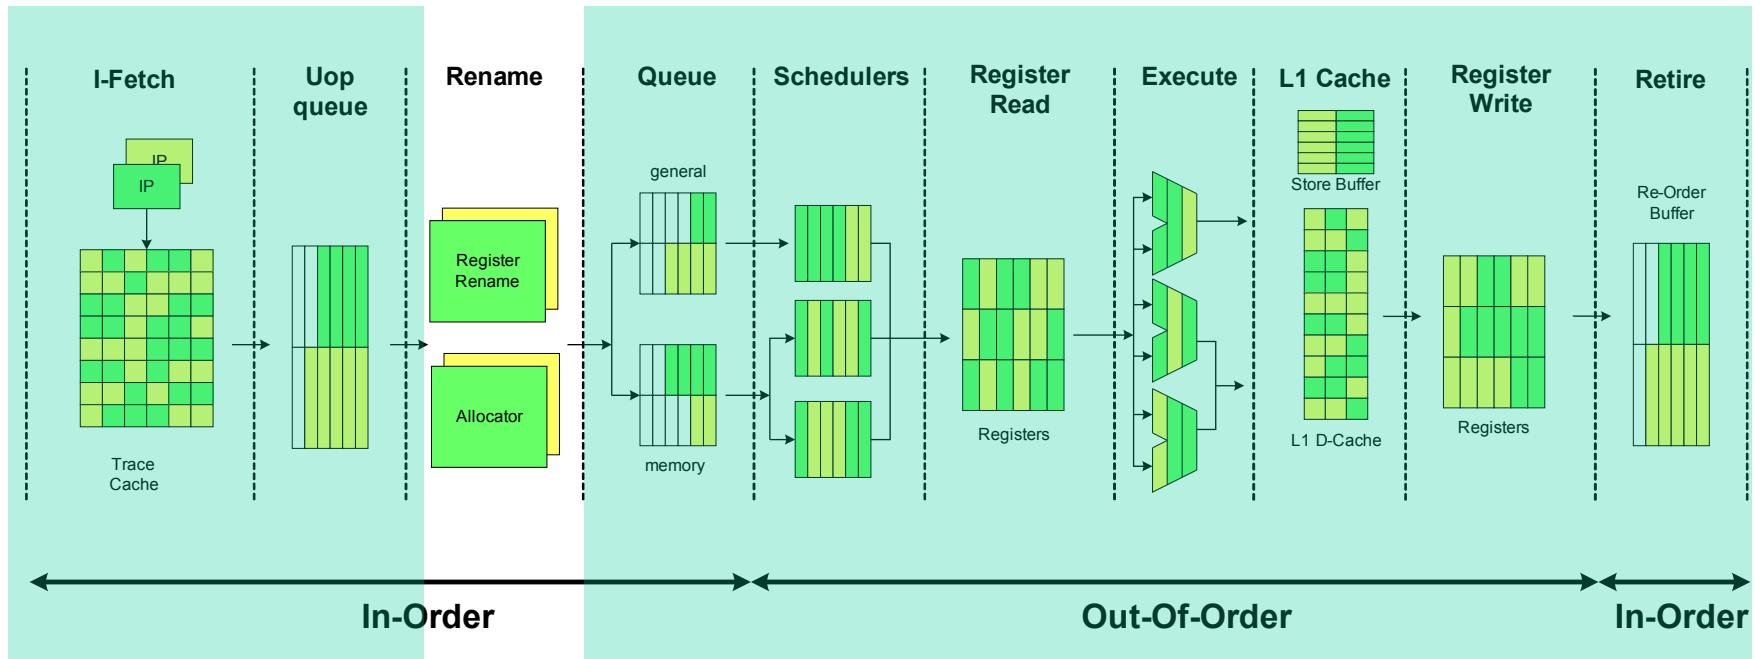 I-Fetch
Uop
queue
Rename
Queue
Schedulers
Register
Read
Execute
L1 Cache
Register
Write
Retire
IP
IP
Trace
Cache
Register
Rename
Allocator
general
memory
Registers
Store Buffer
L1 D-Cache
Registers
Re-Order
Buffer
In-Order
Out-Of-Order
In-Order